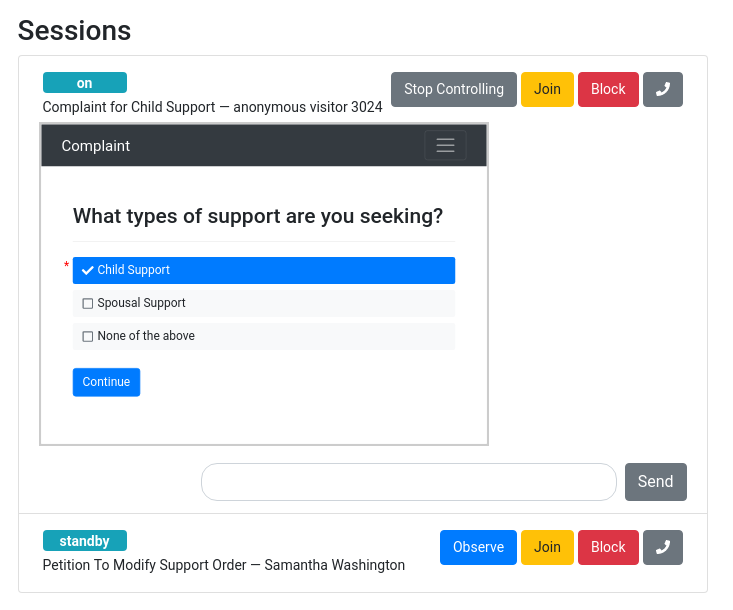 Sessions
on
Stop Controlling Join Block
Complaint for Child Support — anonymous visitor 3024
Complaint
What types of support are you seeking?
* Child Support
Spousal Support
None of the above
Continue
Send
standby
Observe Join Block
Petition To Modify Support Order — Samantha Washington